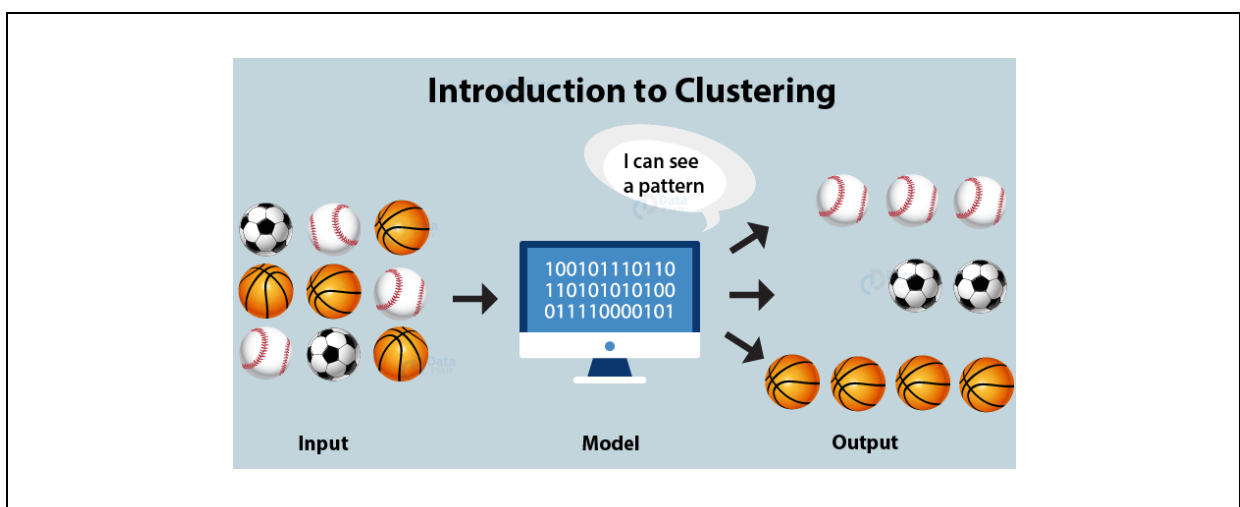 Introduction to Clustering
I can see
a pattern
100101110110
110101010100
011110000101
Input
Model
Output